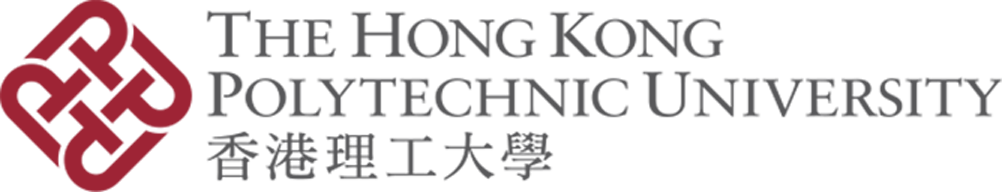 THE HONG KONG
POLYTECHNIC UNIVERSITY
香港理工大學